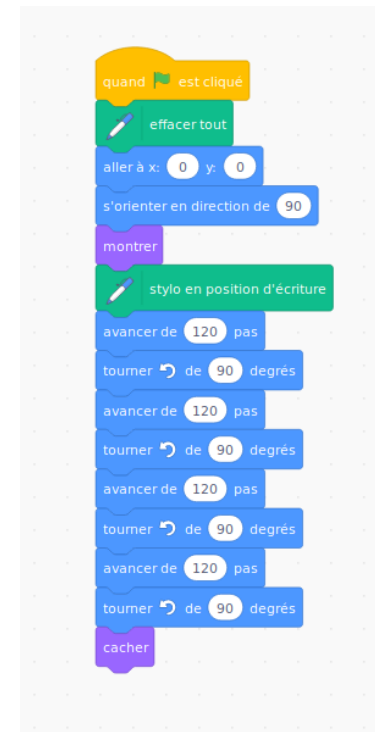 quand est cliqué
effacer tout
aller à x: 0 y: 0
s'orienter en direction de 90
montrer
stylo en position d'écriture
avancer de 120 pas
tourner de 90 degrés
avancer de 120 pas
tourner de 90 degrés
avancer de 120 pas
tourner de 90 degrés
avancer de 120 pas
tourner de 90 degrés
cacher